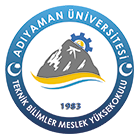 ADIYAMAN ÜNİVERSİTESİ
TEKNİK BİLİMLER MESLEK YÜKSEKOKULU
1983